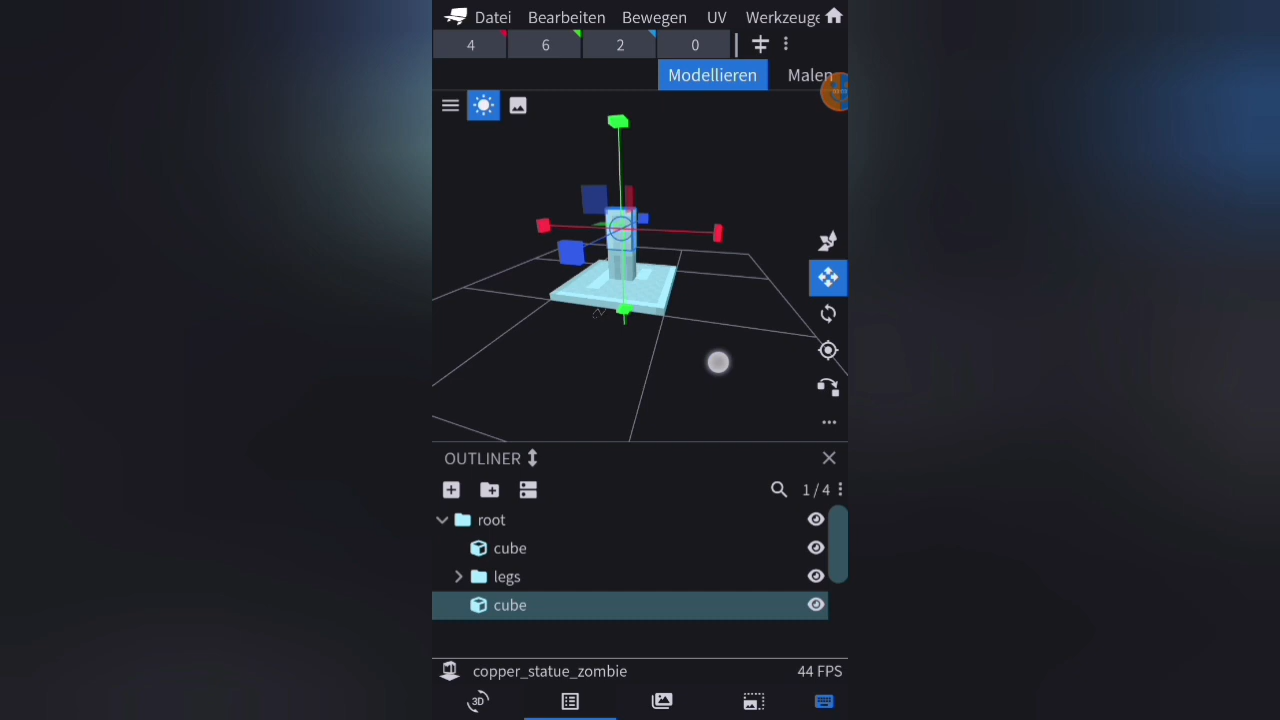 Datei Bearbeiten Bewegen UV Werkzeuge
4 6 2 0
Modellieren Malen
OUTLINER
1 / 4
root
cube
legs
cube
copper_statue_zombie 44 FPS
3D